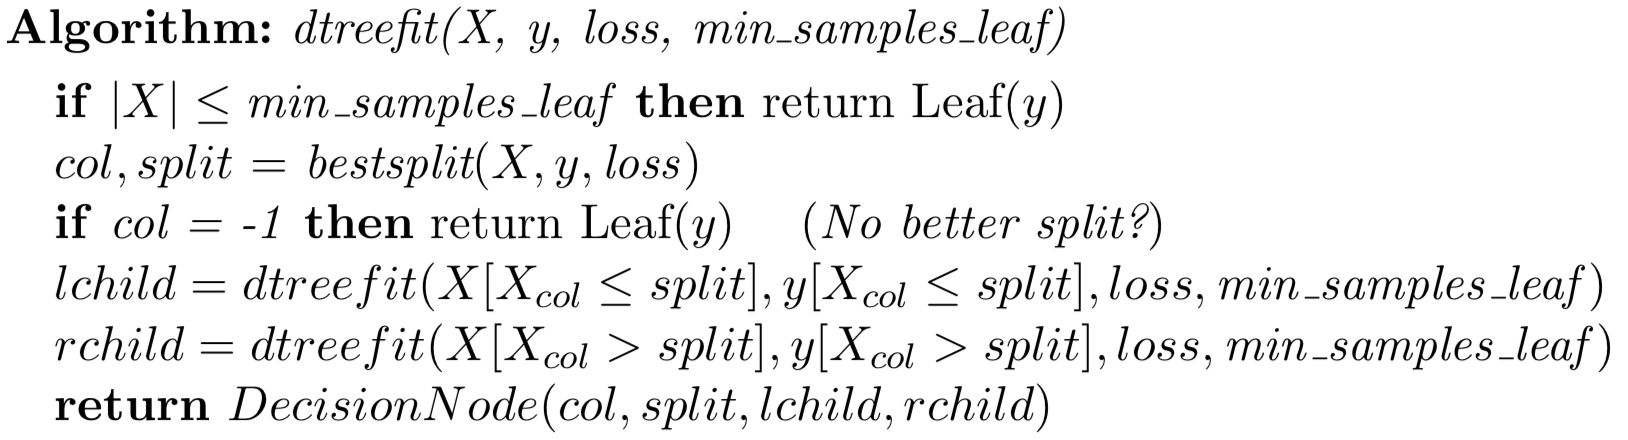 Algorithm: dtreefit(X, y, loss, min_samples_leaf)
if |X| ≤ min_samples_leaf then return Leaf(y)
col, split = bestsplit(X, y, loss)
if col = -1 then return Leaf(y) (No better split?)
lchild = dtreefit(X[X_col ≤ split], y[X_col ≤ split], loss, min_samples_leaf)
rchild = dtreefit(X[X_col > split], y[X_col > split], loss, min_samples_leaf)
return DecisionNode(col, split, lchild, rchild)